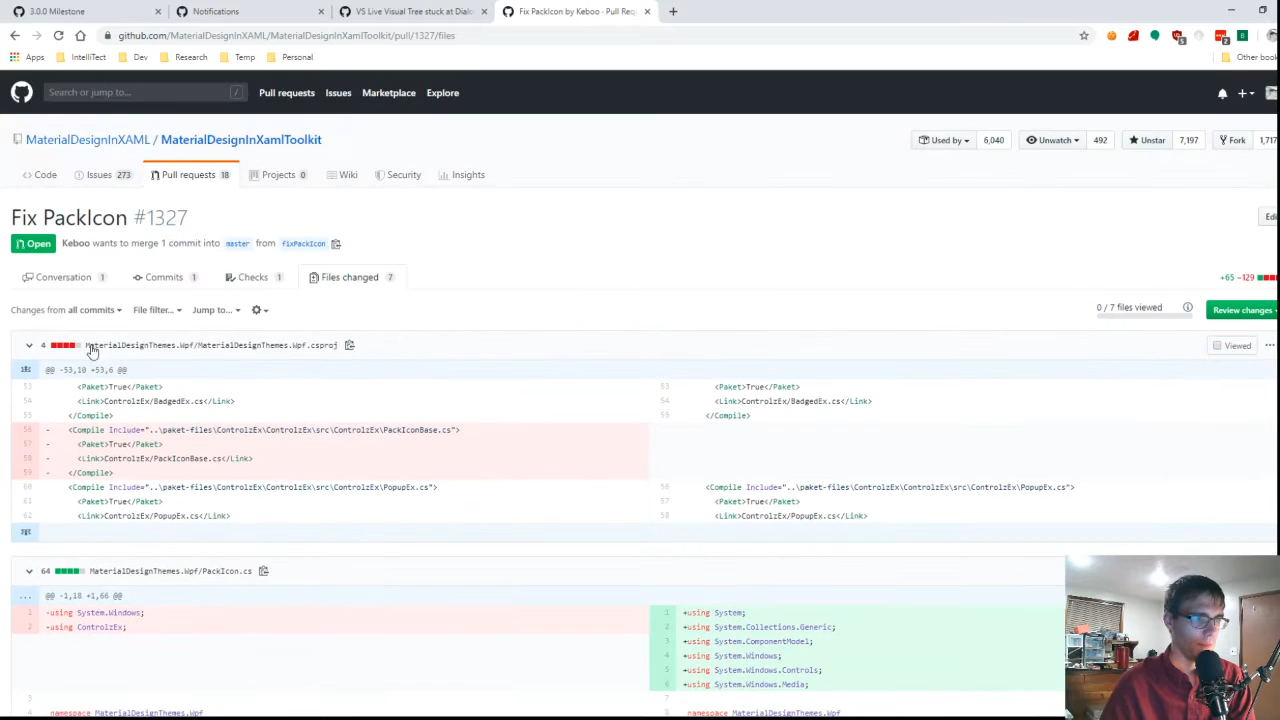 3.0.0 Milestone
Notifications
VS Live Visual Tree stuck at Dialo
Fix PackIcon by Keboo · Pull Req
github.com/MaterialDesignInXAML/MaterialDesignInXamlToolkit/pull/1327/files
Apps IntelliTect Dev Research Temp Personal Other book
Search or jump to... / Pull requests Issues Marketplace Explore
MaterialDesignInXAML / MaterialDesignInXamlToolkit Used by 6,040 Unwatch 492 Unstar 7,197 Fork 1,717
Code Issues 273 Pull requests 18 Projects 0 Wiki Security Insights
Fix PackIcon #1327 Edi
Open Keboo wants to merge 1 commit into master from fixPackIcon
Conversation 1 Commits 1 Checks 1 Files changed 7 +65 −129
Changes from all commits File filter... Jump to... 0 / 7 files viewed Review changes
4 MaterialDesignThemes.Wpf/MaterialDesignThemes.Wpf.csproj Viewed ...
@@ -53,10 +53,6 @@
53 <Paket>True</Paket> 53 <Paket>True</Paket>
54 <Link>ControlzEx/BadgedEx.cs</Link> 54 <Link>ControlzEx/BadgedEx.cs</Link>
55 </Compile> 55 </Compile>
56 - <Compile Include="..\paket-files\ControlzEx\ControlzEx\src\ControlzEx\PackIconBase.cs">
57 - <Paket>True</Paket>
58 - <Link>ControlzEx/PackIconBase.cs</Link>
59 - </Compile>
60 <Compile Include="..\paket-files\ControlzEx\ControlzEx\src\ControlzEx\PopupEx.cs"> 56 <Compile Include="..\paket-files\ControlzEx\ControlzEx\src\ControlzEx\PopupEx.cs">
61 <Paket>True</Paket> 57 <Paket>True</Paket>
62 <Link>ControlzEx/PopupEx.cs</Link> 58 <Link>ControlzEx/PopupEx.cs</Link>
64 MaterialDesignThemes.Wpf/PackIcon.cs
... @@ -1,18 +1,66 @@
1 -using System.Windows; 1 +using System;
2 -using ControlzEx; 2 +using System.Collections.Generic;
3 +using System.ComponentModel;
4 +using System.Windows;
5 +using System.Windows.Controls;
6 +using System.Windows.Media;
3 7
4 namespace MaterialDesignThemes.Wpf 8 namespace MaterialDesignThemes.Wpf